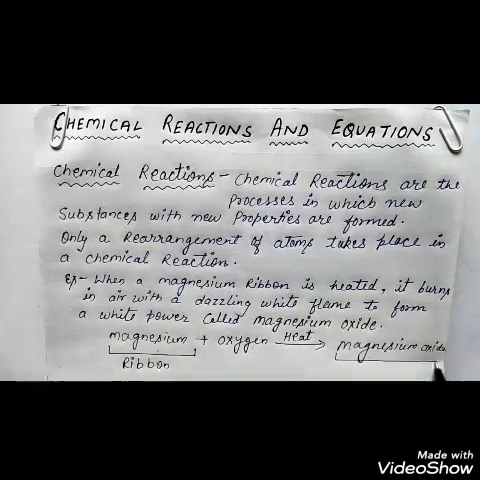 CHEMICAL REACTIONS AND EQUATIONS
Chemical Reactions - Chemical Reactions are the
Processes in which new
Substances with new Properties are formed.
Only a Rearrangement of atoms takes place in
a chemical Reaction.
Ex- When a magnesium Ribbon is heated, it burns
in air with a dazzling white flame to form
a white power called magnesium oxide.
magnesium + oxygen Heat → magnesium oxide
Ribbon
Made with
VideoShow